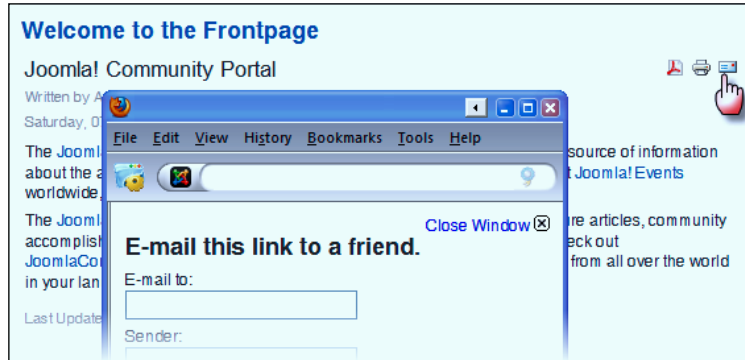 Welcome to the Frontpage
Joomla! Community Portal
Written by A
Saturday, 0
The Jooml
source of information
about the a
t Joomla! Events
worldwide,
The Jooml
re articles, community
accomplish
eck out
JoomlaCo
from all over the world
in your lan
Last Update
File Edit View History Bookmarks Tools Help
Close Window
E-mail this link to a friend.
E-mail to:
Sender: